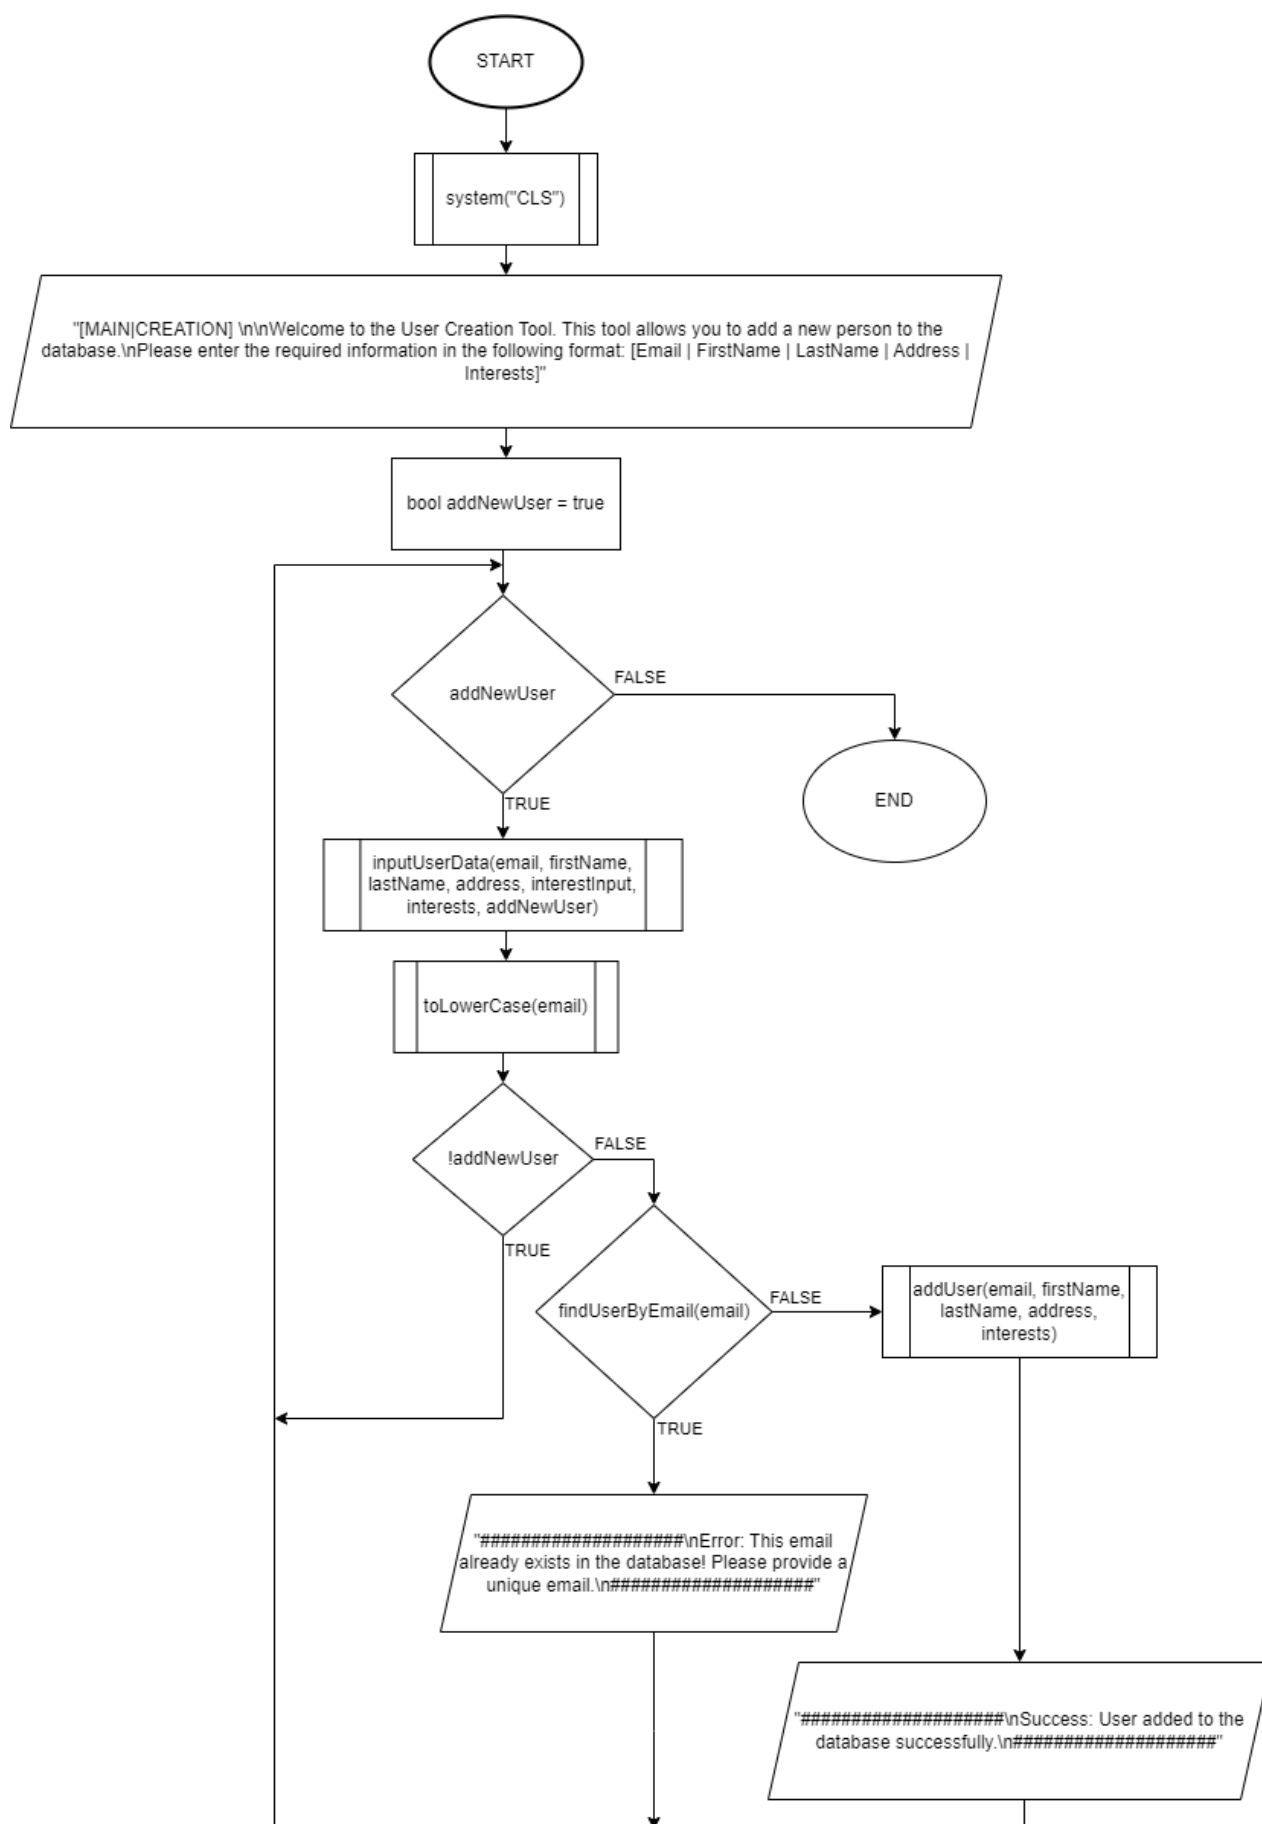 START
system("CLS")
"[MAIN|CREATION] \n\nWelcome to the User Creation Tool. This tool allows you to add a new person to the
database.\nPlease enter the required information in the following format: [Email | FirstName | LastName | Address |
Interests]"
bool addNewUser = true
addNewUser
FALSE
END
TRUE
inputUserData(email, firstName,
lastName, address, interestInput,
interests, addNewUser)
toLowerCase(email)
!addNewUser
FALSE
TRUE
findUserByEmail(email)
FALSE
addUser(email, firstName,
lastName, address,
interests)
TRUE
"####################\nError: This email
already exists in the database! Please provide a
unique email.\n####################"
"####################\nSuccess: User added to the
database successfully.\n####################"